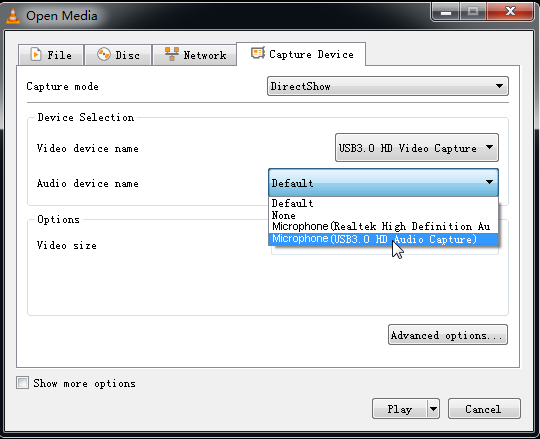 Open Media
File Disc Network Capture Device
Capture mode DirectShow
Device Selection
Video device name USB3.0 HD Video Capture
Audio device name Default
Default
None
Microphone(Realtek High Definition Au
Microphone(USB3.0 HD Audio Capture)
Options
Video size
Advanced options...
Show more options
Play Cancel